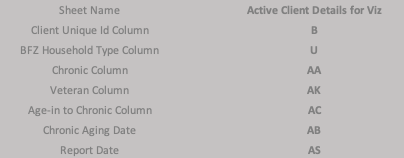 Sheet Name Active Client Details for Viz
Client Unique Id Column B
BFZ Household Type Column U
Chronic Column AA
Veteran Column AK
Age-in to Chronic Column AC
Chronic Aging Date AB
Report Date AS